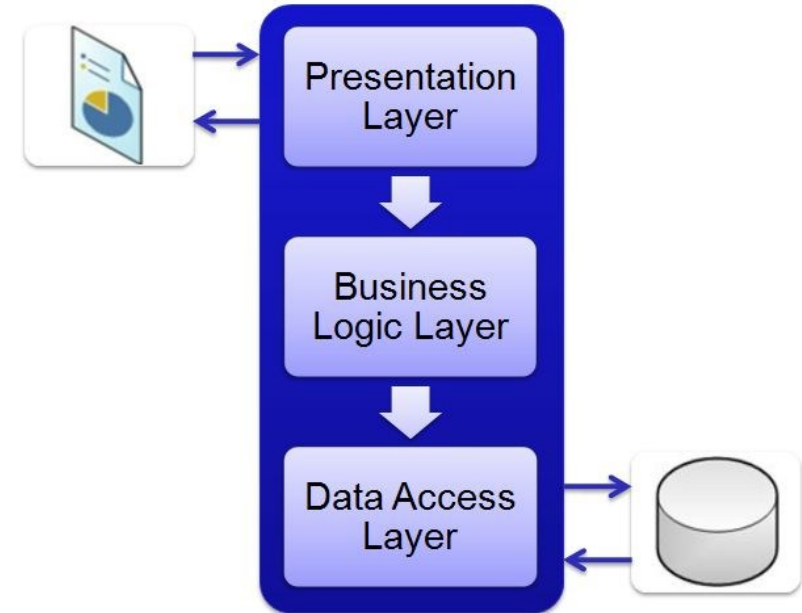 Presentation
Layer
Business
Logic Layer
Data Access
Layer